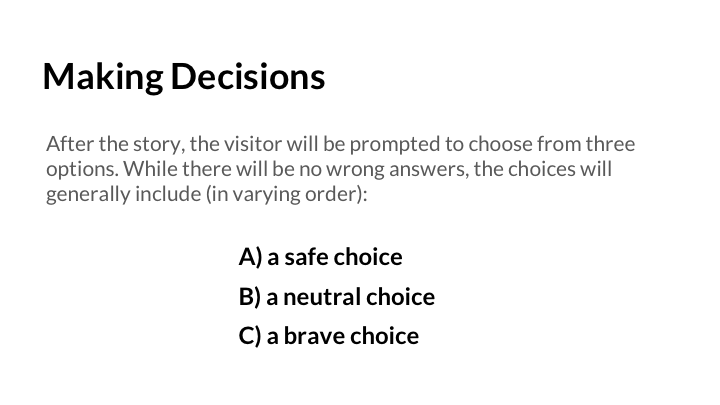 Making Decisions
After the story, the visitor will be prompted to choose from three
options. While there will be no wrong answers, the choices will
generally include (in varying order):
A) a safe choice
B) a neutral choice
C) a brave choice